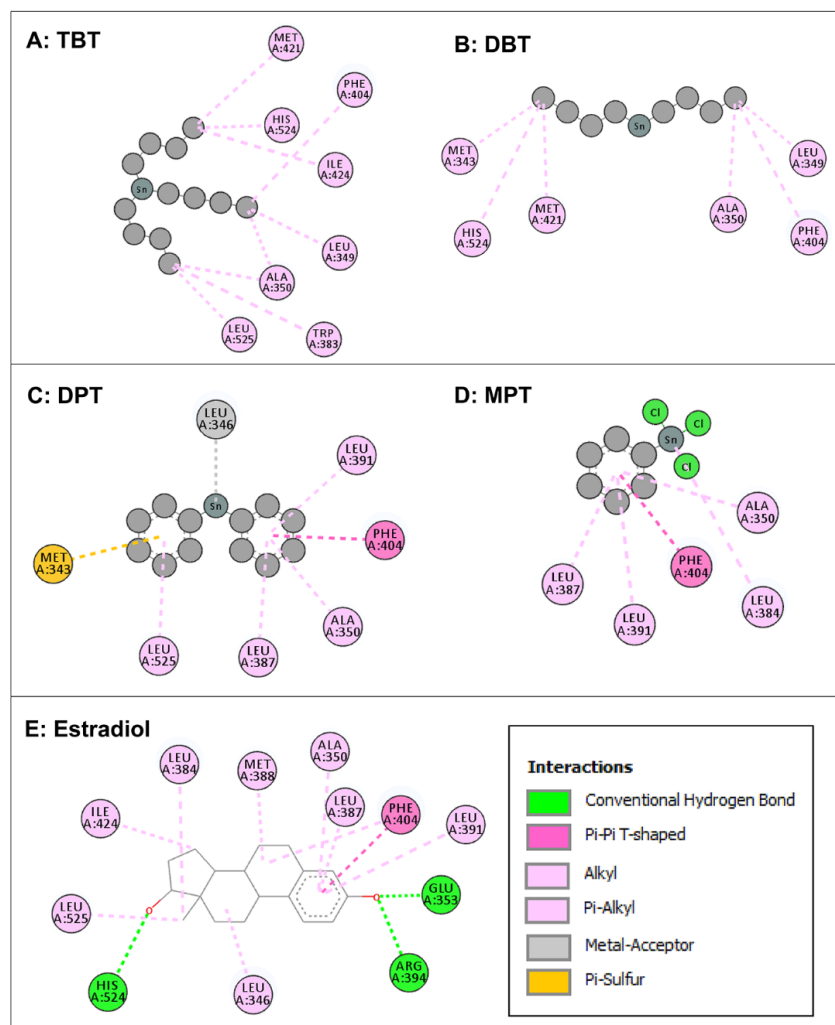 A: TBT
MET
A:421
PHE
A:404
HIS
A:524
ILE
A:424
Sn
LEU
A:349
ALA
A:350
LEU
A:525
TRP
A:383
B: DBT
Sn
MET
A:343
LEU
A:349
HIS
A:524
MET
A:421
ALA
A:350
PHE
A:404
C: DPT
LEU
A:346
LEU
A:391
Sn
MET
A:343
PHE
A:404
LEU
A:525
LEU
A:387
ALA
A:350
D: MPT
Cl
Cl
Sn
Cl
ALA
A:350
LEU
A:387
PHE
A:404
LEU
A:391
LEU
A:384
E: Estradiol
LEU
A:384
MET
A:388
ALA
A:350
ILE
A:424
LEU
A:387
PHE
A:404
LEU
A:391
LEU
A:525
O
O
GLU
A:353
HIS
A:524
LEU
A:346
ARG
A:394
Interactions
Conventional Hydrogen Bond
Pi-Pi T-shaped
Alkyl
Pi-Alkyl
Metal-Acceptor
Pi-Sulfur